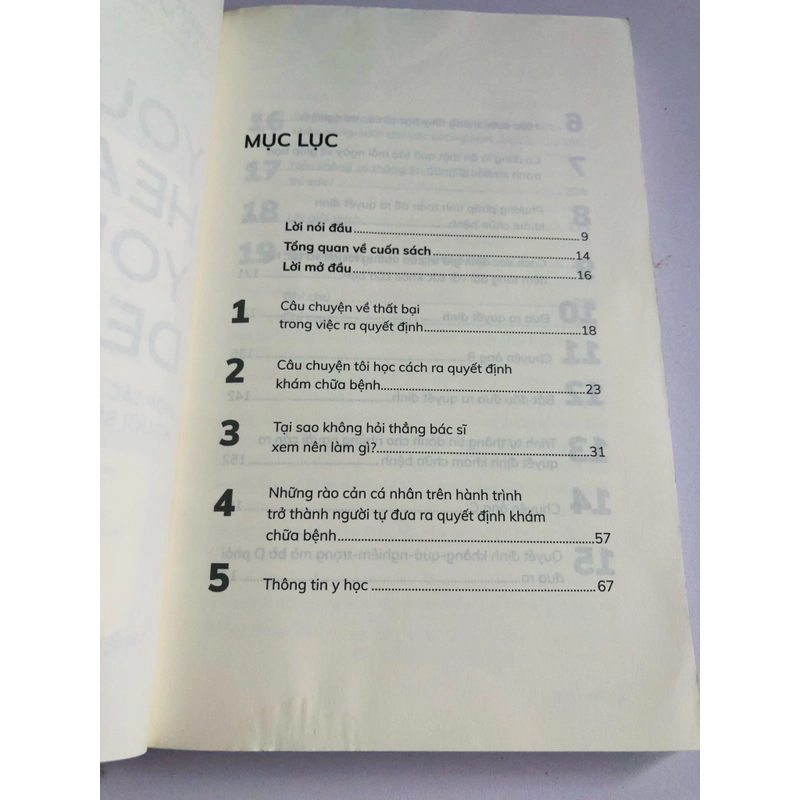 MỤC LỤC
Lời nói đầu 9
Tổng quan về cuốn sách 14
Lời mở đầu 16
1 Câu chuyện về thất bại
trong việc ra quyết định 18
2 Câu chuyện tôi học cách ra quyết định
khám chữa bệnh 23
3 Tại sao không hỏi thẳng bác sĩ
xem nên làm gì? 31
4 Những rào cản cá nhân trên hành trình
trở thành người tự đưa ra quyết định khám
chữa bệnh 57
5 Thông tin y học 67